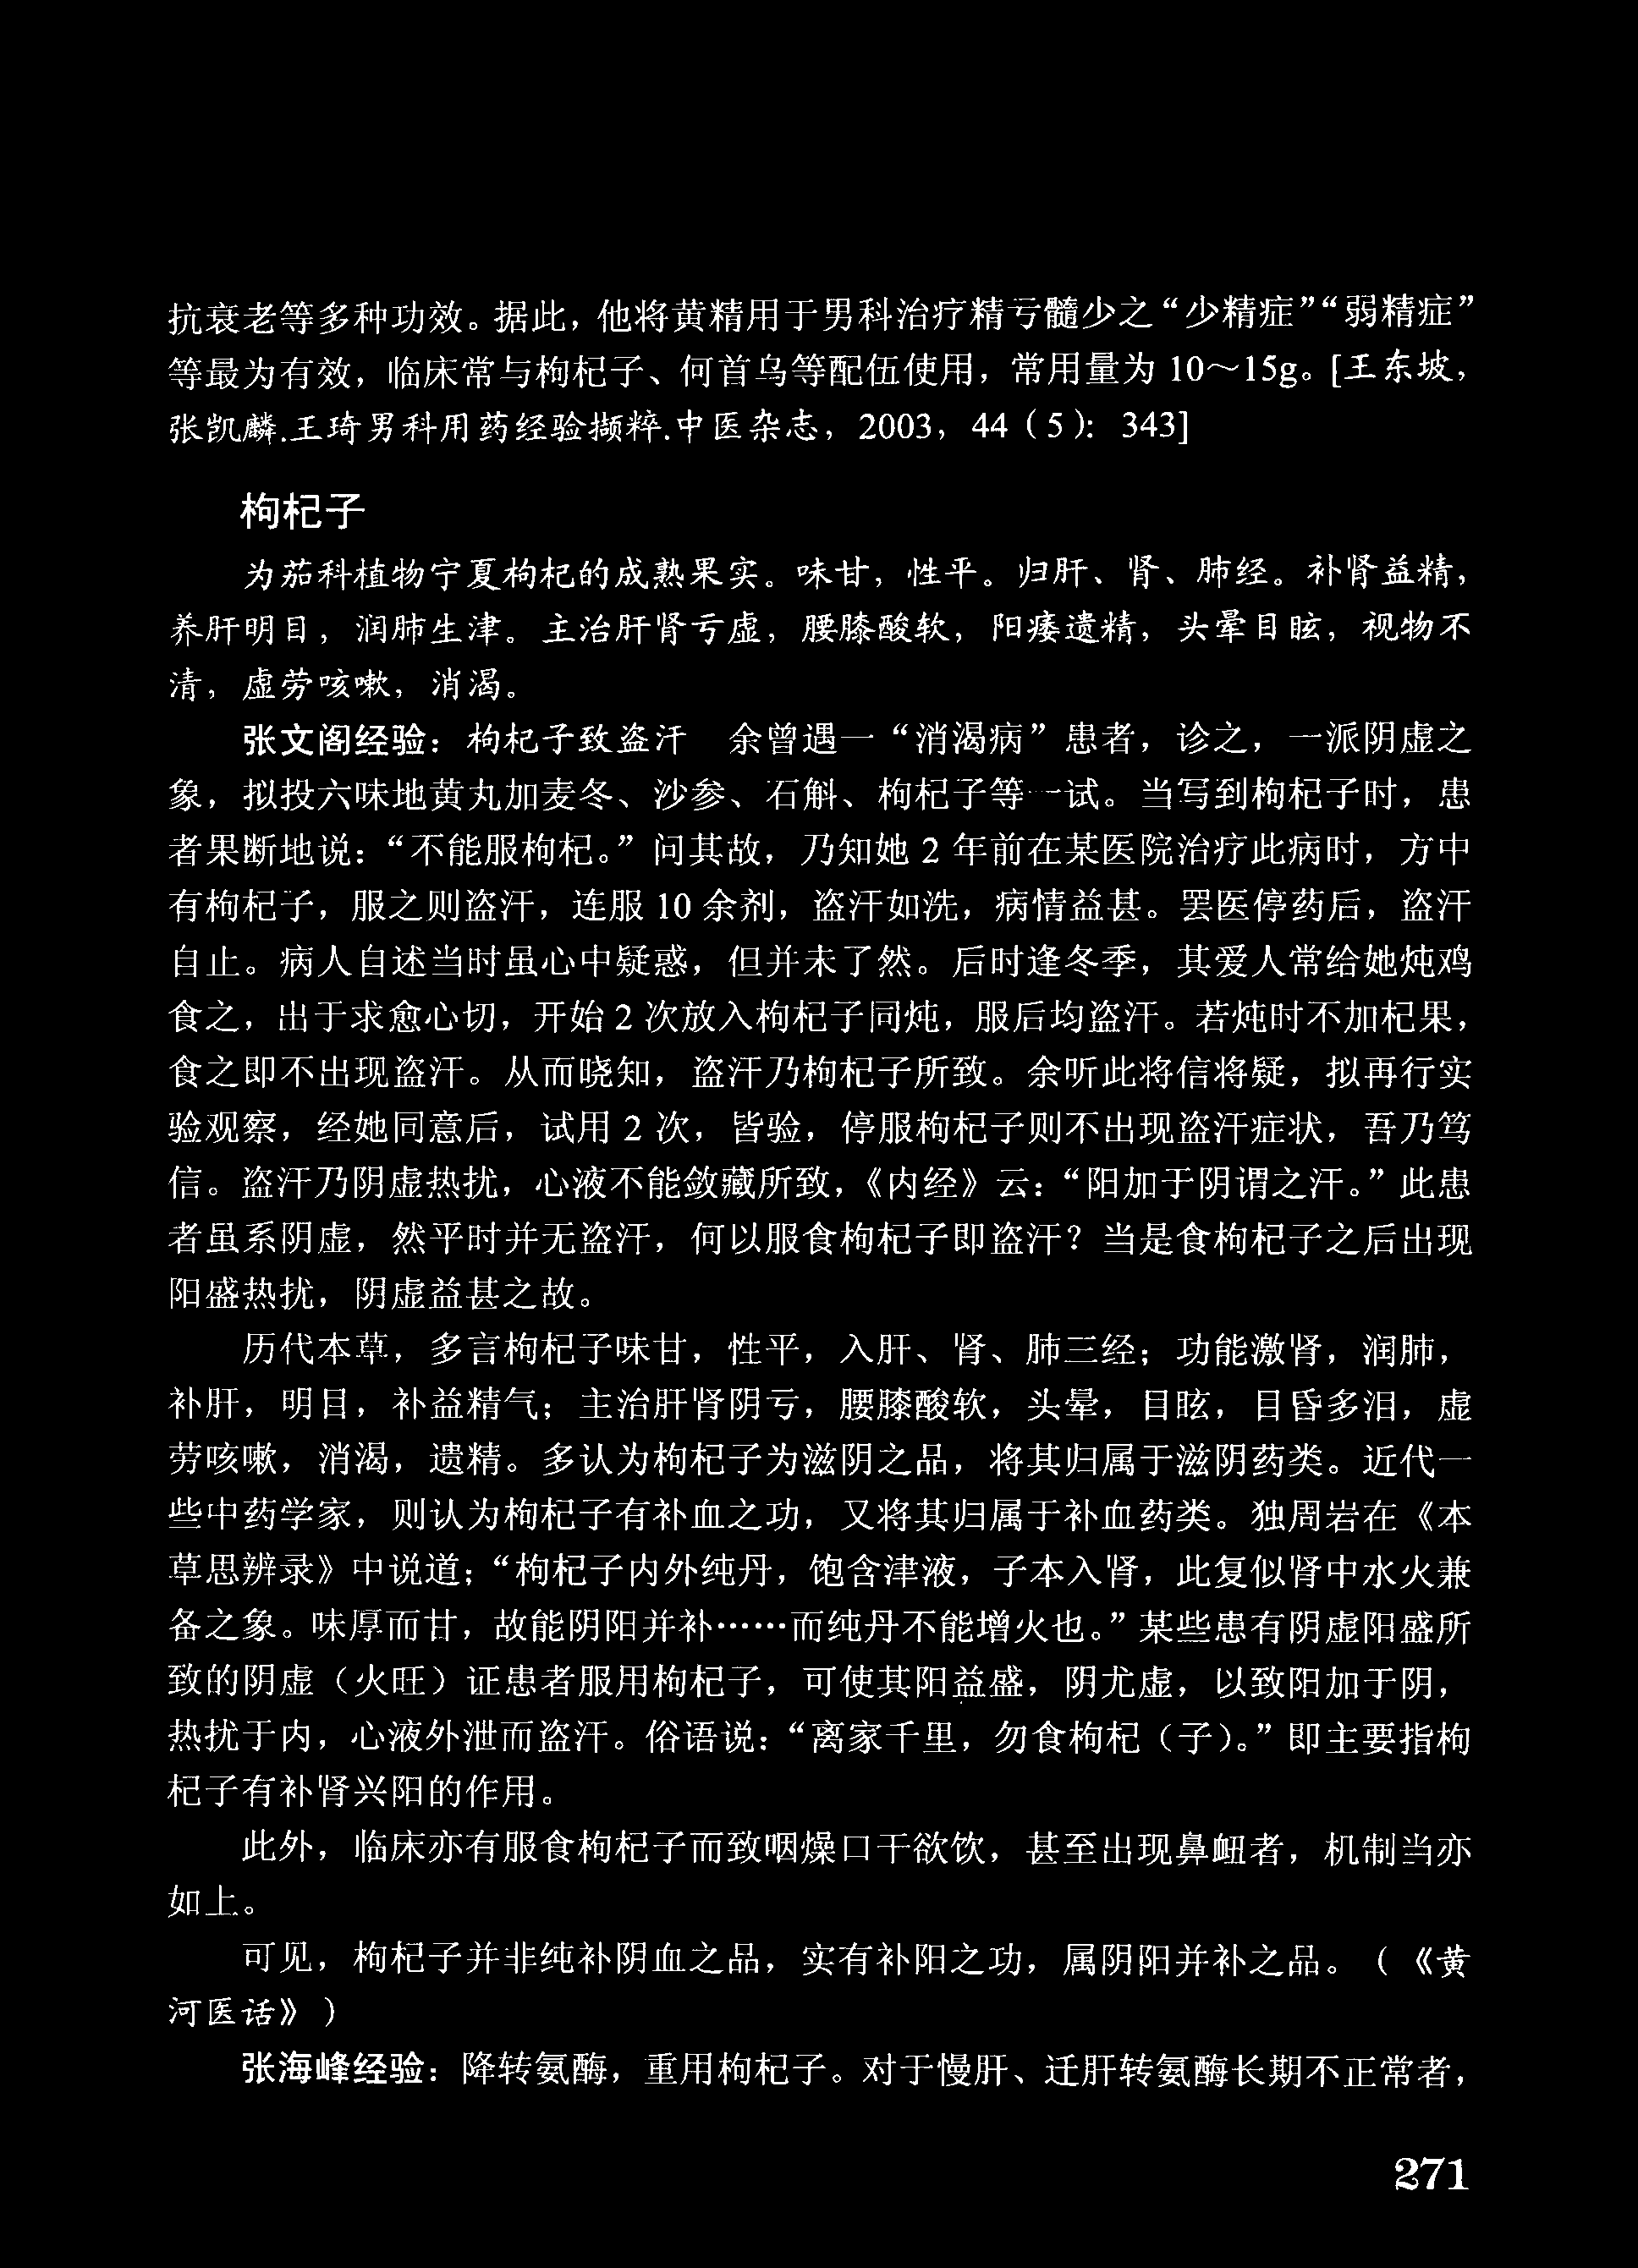 抗衰老等多种功效。据此，他将黄精用于男科治疗精亏髓少之“少精症”“弱精症”
等最为有效，临床常与枸杞子、何首乌等配伍使用，常用量为 10～15g。[王东坡，
张凯麟.王琦男科用药经验撷粹.中医杂志，2003，44（5）：343]
枸杞子
为茄科植物宁夏枸杞的成熟果实。味甘，性平。归肝、肾、肺经。补肾益精，
养肝明目，润肺生津。主治肝肾亏虚，腰膝酸软，阳痿遗精，头晕目眩，视物不
清，虚劳咳嗽，消渴。
张文阁经验：枸杞子致盗汗　余曾遇一“消渴病”患者，诊之，一派阴虚之
象，拟投六味地黄丸加麦冬、沙参、石斛、枸杞子等一试。当写到枸杞子时，患
者果断地说：“不能服枸杞。”问其故，乃知她 2 年前在某医院治疗此病时，方中
有枸杞子，服之则盗汗，连服 10 余剂，盗汗如洗，病情益甚。罢医停药后，盗汗
自止。病人自述当时虽心中疑惑，但并未了然。后时逢冬季，其爱人常给她炖鸡
食之，出于求愈心切，开始 2 次放入枸杞子同炖，服后均盗汗。若炖时不加杞果，
食之即不出现盗汗。从而晓知，盗汗乃枸杞子所致。余听此将信将疑，拟再行实
验观察，经她同意后，试用 2 次，皆验，停服枸杞子则不出现盗汗症状，吾乃笃
信。盗汗乃阴虚热扰，心液不能敛藏所致，《内经》云：“阳加于阴谓之汗。”此患
者虽系阴虚，然平时并无盗汗，何以服食枸杞子即盗汗？当是食枸杞子之后出现
阳盛热扰，阴虚益甚之故。
历代本草，多言枸杞子味甘，性平，入肝、肾、肺三经；功能激肾，润肺，
补肝，明目，补益精气；主治肝肾阴亏，腰膝酸软，头晕，目眩，目昏多泪，虚
劳咳嗽，消渴，遗精。多认为枸杞子为滋阴之品，将其归属于滋阴药类。近代一
些中药学家，则认为枸杞子有补血之功，又将其归属于补血药类。独周岩在《本
草思辨录》中说道；“枸杞子内外纯丹，饱含津液，子本入肾，此复似肾中水火兼
备之象。味厚而甘，故能阴阳并补……而纯丹不能增火也。”某些患有阴虚阳盛所
致的阴虚（火旺）证患者服用枸杞子，可使其阳益盛，阴尤虚，以致阳加于阴，
热扰于内，心液外泄而盗汗。俗语说：“离家千里，勿食枸杞（子）。”即主要指枸
杞子有补肾兴阳的作用。
此外，临床亦有服食枸杞子而致咽燥口干欲饮，甚至出现鼻衄者，机制当亦
如上。
可见，枸杞子并非纯补阴血之品，实有补阳之功，属阴阳并补之品。（《黄
河医话》）
张海峰经验：降转氨酶，重用枸杞子。对于慢肝、迁肝转氨酶长期不正常者，
271